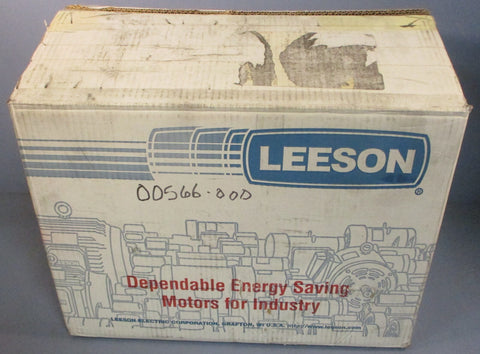 LEESON®
00566-000
Dependable Energy Saving
Motors for Industry
LEESON ELECTRIC CORPORATION, GRAFTON, WI U.S.A. http://www.leeson.com